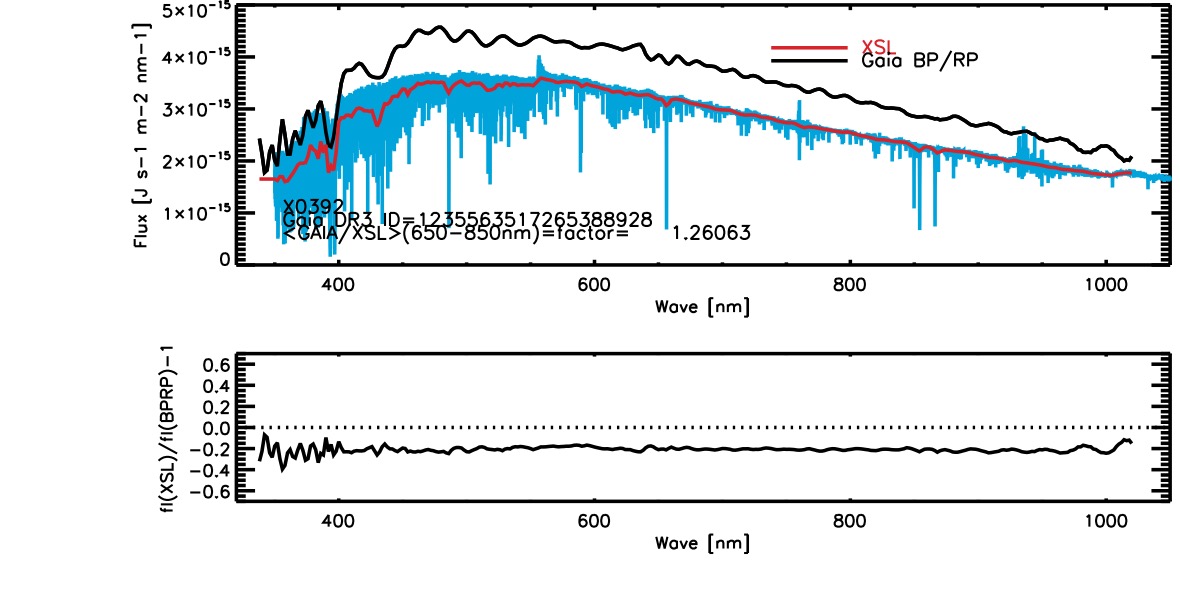 5×10−15
4×10−15
3×10−15
2×10−15
1×10−15
0
Flux [J s−1 m−2 nm−1]
XSL
Gaia BP/RP
X0392
Gaia DR3 ID=1235563517265388928
<GAIA/XSL>(650−850nm)=factor= 1.26063
400 600 800 1000
Wave [nm]
0.6
0.4
0.2
0.0
−0.2
−0.4
−0.6
fl(XSL)/fl(BPRP)−1
400 600 800 1000
Wave [nm]